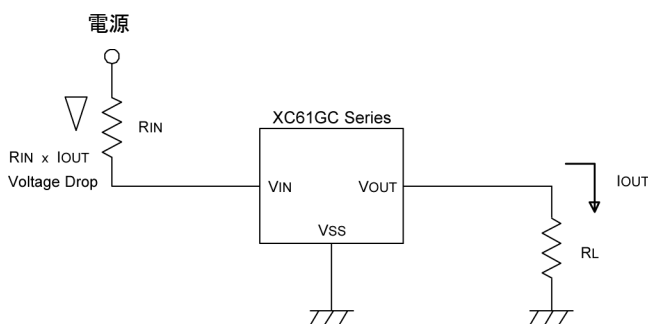 電源
XC61GC Series
RIN
RIN x IOUT
Voltage Drop
VIN
VOUT
VSS
IOUT
RL